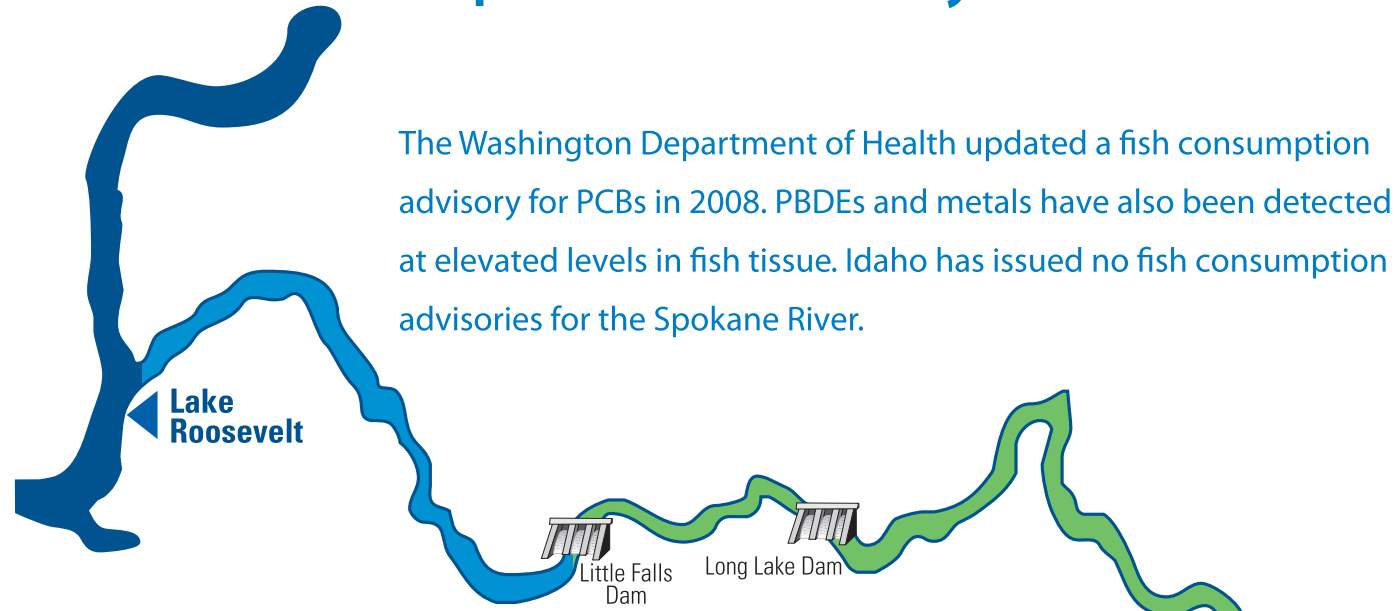 The Washington Department of Health updated a fish consumption
advisory for PCBs in 2008. PBDEs and metals have also been detected
at elevated levels in fish tissue. Idaho has issued no fish consumption
advisories for the Spokane River.
Lake
Roosevelt
Little Falls
Dam
Long Lake Dam